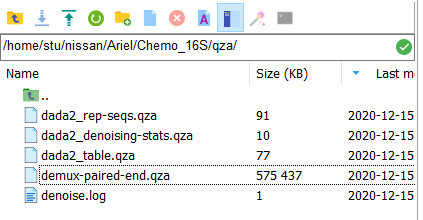 /home/stu/nissan/Ariel/Chemo_16S/qza/
Name Size (KB) Last m
..
dada2_rep-seqs.qza 91 2020-12-15
dada2_denoising-stats.qza 10 2020-12-15
dada2_table.qza 77 2020-12-15
demux-paired-end.qza 575 437 2020-12-15
denoise.log 1 2020-12-15